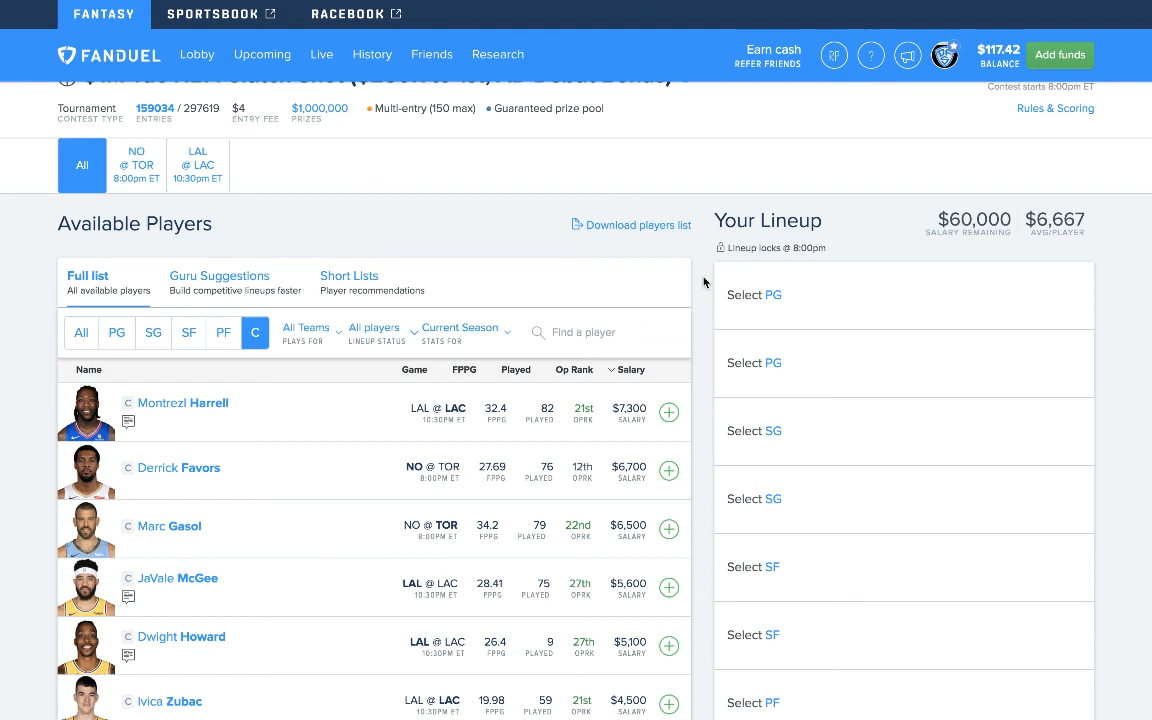 FANTASY SPORTSBOOK RACEBOOK
FANDUEL Lobby Upcoming Live History Friends Research
Earn cash
REFER FRIENDS
RP
?
$117.42
BALANCE
Add funds
Tournament
CONTEST TYPE
159034 / 297619
ENTRIES
$4
ENTRY FEE
$1,000,000
PRIZES
Multi-entry (150 max)
Guaranteed prize pool
Contest starts 8:00pm ET
Rules & Scoring
All
NO
@ TOR
8:00pm ET
LAL
@ LAC
10:30pm ET
Available Players
Download players list
Your Lineup
$60,000
SALARY REMAINING
$6,667
AVG/PLAYER
Lineup locks @ 8:00pm
Full list
All available players
Guru Suggestions
Build competitive lineups faster
Short Lists
Player recommendations
All PG SG SF PF C
All Teams
PLAYS FOR
All players
LINEUP STATUS
Current Season
STATS FOR
Find a player
Name Game FPPG Played Op Rank Salary
C Montrezl Harrell LAL @ LAC 32.4 82 21st $7,300
10:30PM ET FPPG PLAYED OPRK SALARY
C Derrick Favors NO @ TOR 27.69 76 12th $6,700
8:00PM ET FPPG PLAYED OPRK SALARY
C Marc Gasol NO @ TOR 34.2 79 22nd $6,500
8:00PM ET FPPG PLAYED OPRK SALARY
C JaVale McGee LAL @ LAC 28.41 75 27th $5,600
10:30PM ET FPPG PLAYED OPRK SALARY
C Dwight Howard LAL @ LAC 26.4 9 27th $5,100
10:30PM ET FPPG PLAYED OPRK SALARY
C Ivica Zubac LAL @ LAC 19.98 59 21st $4,500
10:30PM ET FPPG PLAYED OPRK SALARY
Select PG
Select PG
Select SG
Select SG
Select SF
Select SF
Select PF